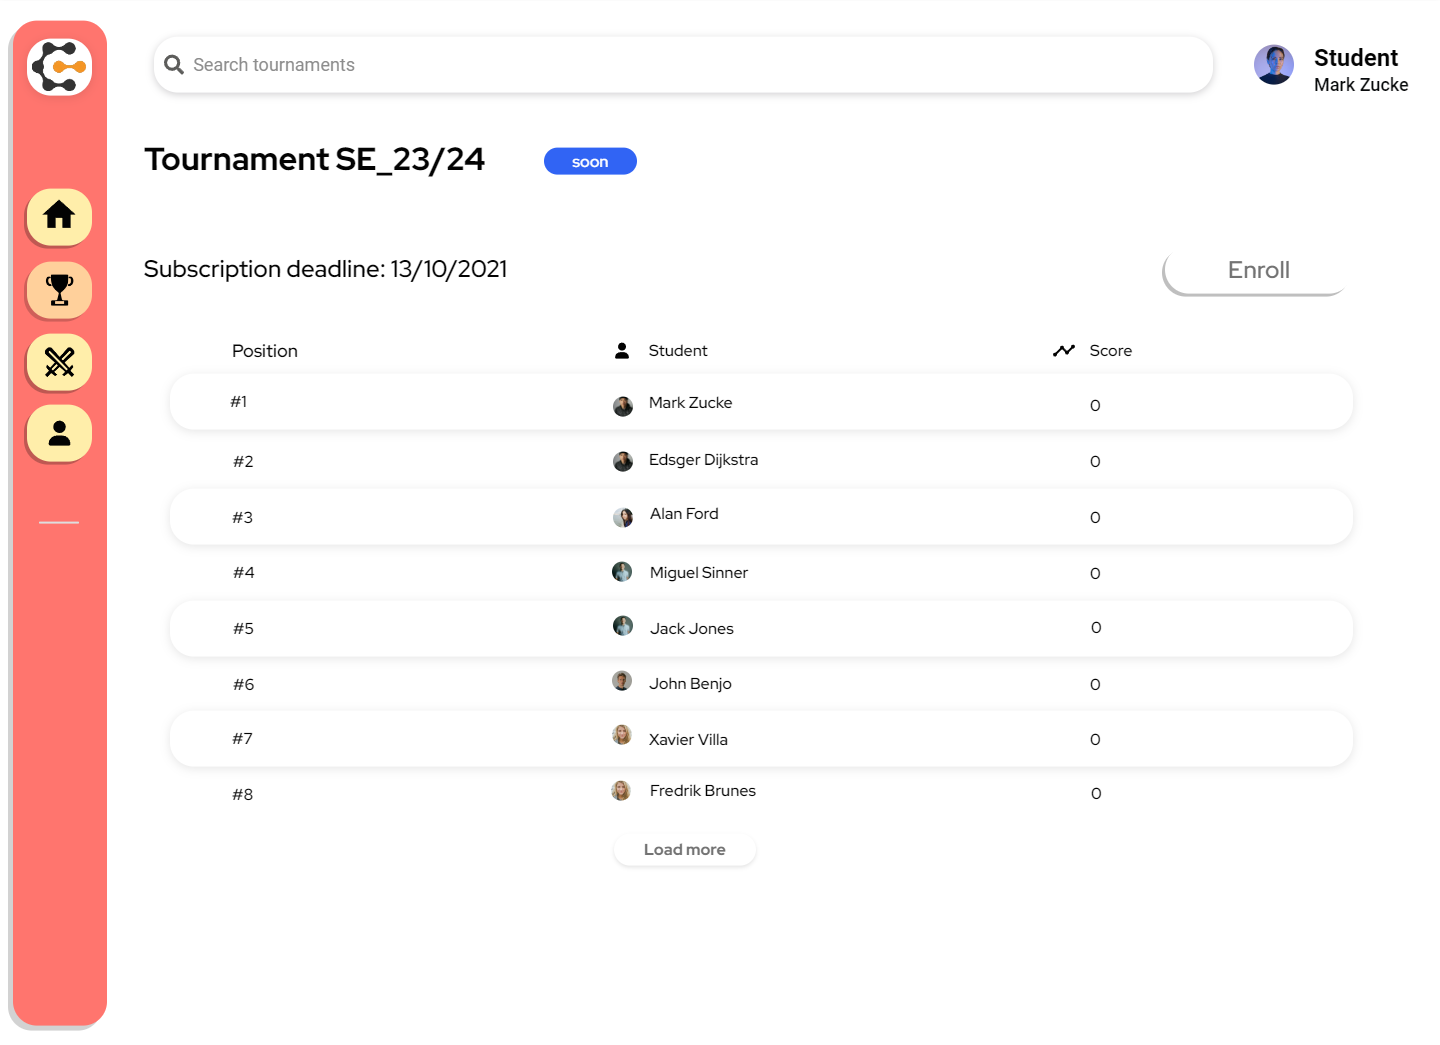 Search tournaments
Student
Mark Zucke
Tournament SE_23/24
soon
Subscription deadline: 13/10/2021
Enroll
Position Student Score
#1 Mark Zucke 0
#2 Edsger Dijkstra 0
#3 Alan Ford 0
#4 Miguel Sinner 0
#5 Jack Jones 0
#6 John Benjo 0
#7 Xavier Villa 0
#8 Fredrik Brunes 0
Load more